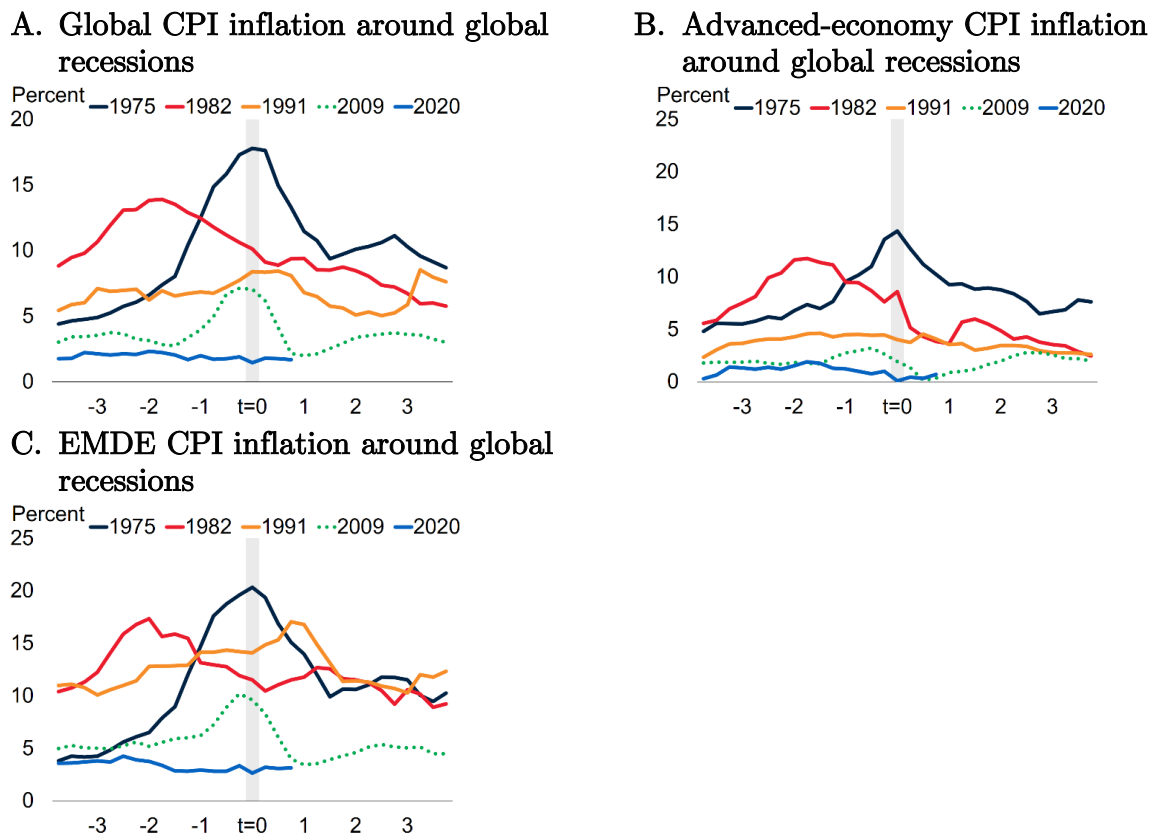 A. Global CPI inflation around global
recessions
Percent
1975 1982 1991 2009 2020
20
15
10
5
0
-3 -2 -1 t=0 1 2 3
B. Advanced-economy CPI inflation
around global recessions
Percent
1975 1982 1991 2009 2020
25
20
15
10
5
0
-3 -2 -1 t=0 1 2 3
C. EMDE CPI inflation around global
recessions
Percent
1975 1982 1991 2009 2020
25
20
15
10
5
0
-3 -2 -1 t=0 1 2 3